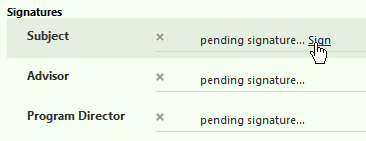 Signatures
Subject × pending signature... Sign
Advisor × pending signature...
Program Director × pending signature...